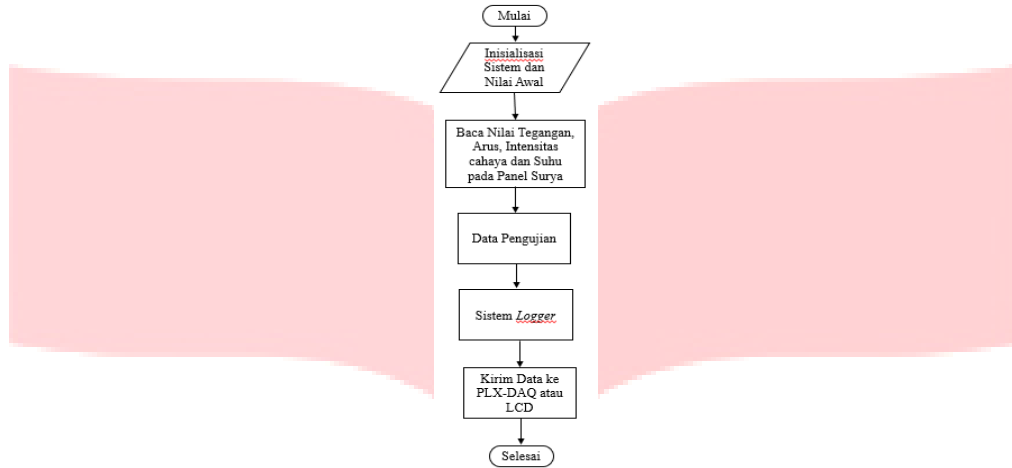 Mulai
Inisialisasi
Sistem dan
Nilai Awal
Baca Nilai Tegangan,
Arus, Intensitas
cahaya dan Suhu
pada Panel Surya
Data Pengujian
Sistem Logger
Kirim Data ke
PLX-DAQ atau
LCD
Selesai